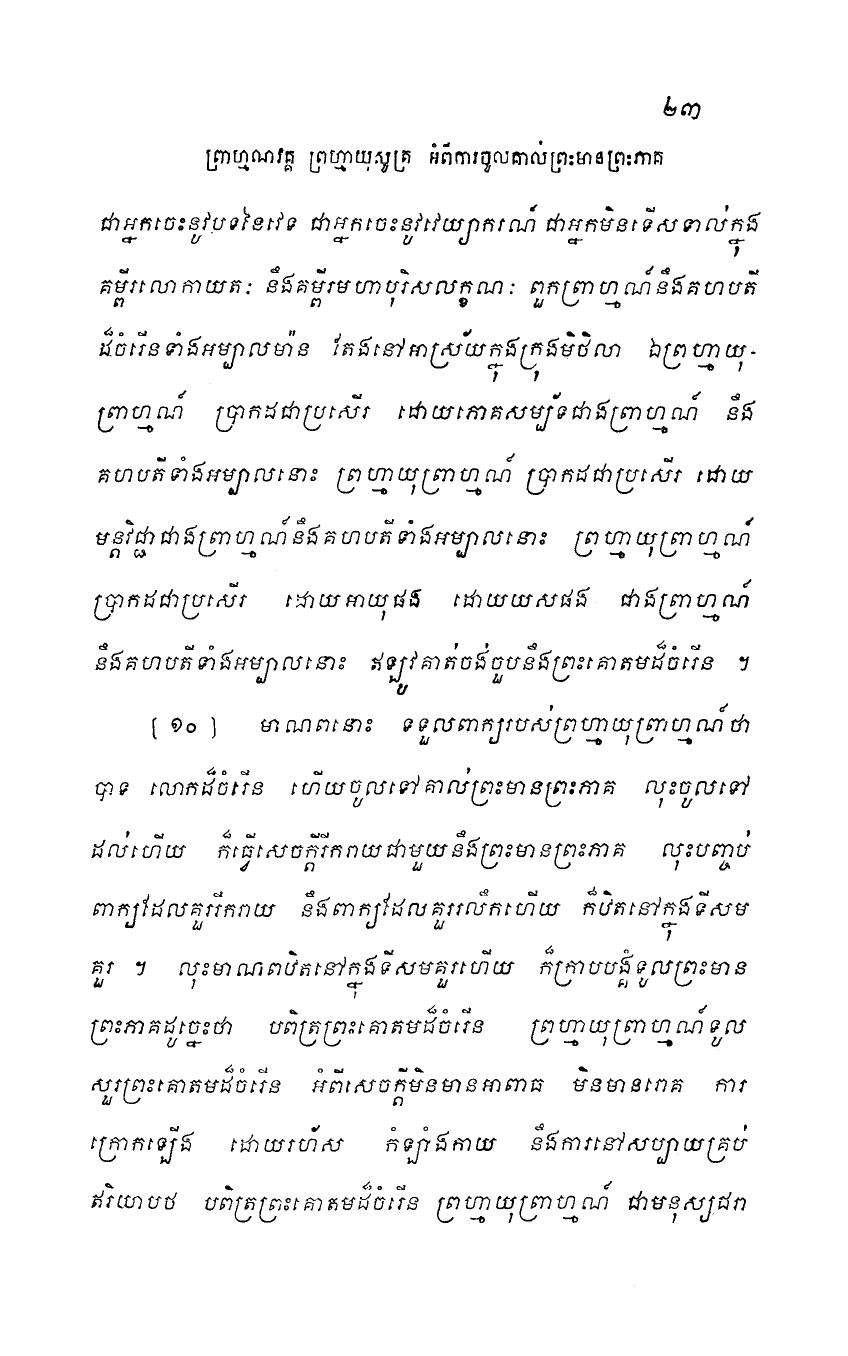 ២៣
ព្រាហ្មណវគ្គ ព្រហ្មាយុសូត្រ អំពីការចូលគាល់ព្រះមានព្រះភាគ
ជាអ្នកចេះនូវបទនៃវេទ ជាអ្នកចេះនូវវេយ្យាករណ៍ ជាអ្នកមិនទើសទាល់ក្នុង
គម្ពីរលោកាយតៈ នឹងគម្ពីរមហាបុរិសលក្ខណៈ ពួកព្រាហ្មណ៍នឹងគហបតី
ដ៏ចំរើនទាំងអម្បាលម៉ាន តែងនៅអាស្រ័យក្នុងក្រុងមិថិលា ឯព្រហ្មាយុ-
ព្រាហ្មណ៍ ប្រាកដជាប្រសើរ ដោយភោគសម្បទ័ជាងព្រាហ្មណ៍ នឹង
គហបតីទាំងអម្បាលនោះ ព្រហ្មាយុព្រាហ្មណ៍ ប្រាកដជាប្រសើរ ដោយ
មន្តវិជ្ជាជាងព្រាហ្មណ៍នឹងគហបតីទាំងអម្បាលនោះ ព្រហ្មាយុព្រាហ្មណ៍
ប្រាកដជាប្រសើរ ដោយអាយុផង ដោយយសផង ជាងព្រាហ្មណ៍
នឹងគហបតីទាំងអម្បាលនោះ ឥឡូវគាត់ចង់ជួបនឹងព្រះគោតមដ៏ចំរើន ។
[ ១០ ] មាណពនោះ ទទួលពាក្យរបស់ព្រហ្មាយុព្រាហ្មណ៍ថា
បាទ លោកដ៏ចំរើន ហើយចូលទៅគាល់ព្រះមានព្រះភាគ លុះចូលទៅ
ដល់ហើយ ក៏ធ្វើសេចក្តីរីករាយជាមួយនឹងព្រះមានព្រះភាគ លុះបញ្ចប់
ពាក្យដែលគួររីករាយ នឹងពាក្យដែលគួររលឹកហើយ ក៏ឋិតនៅក្នុងទីសម
គួរ ។ លុះមាណពឋិតនៅក្នុងទីសមគួរហើយ ក៏ក្រាបបង្គំទូលព្រះមាន
ព្រះភាគដូច្នេះថា បពិត្រព្រះគោតមដ៏ចំរើន ព្រហ្មាយុព្រាហ្មណ៍ទូល
សួរព្រះគោតមដ៏ចំរើន អំពីសេចក្តីមិនមានអាពាធ មិនមានរោគ ការ
ក្រោកឡើង ដោយរហ័ស កំឡាំងកាយ នឹងការនៅសប្បាយគ្រប់
ឥរិយាបថ បពិត្រព្រះគោតមដ៏ចំរើន ព្រហ្មាយុព្រាហ្មណ៍ ជាមនុស្សជរា